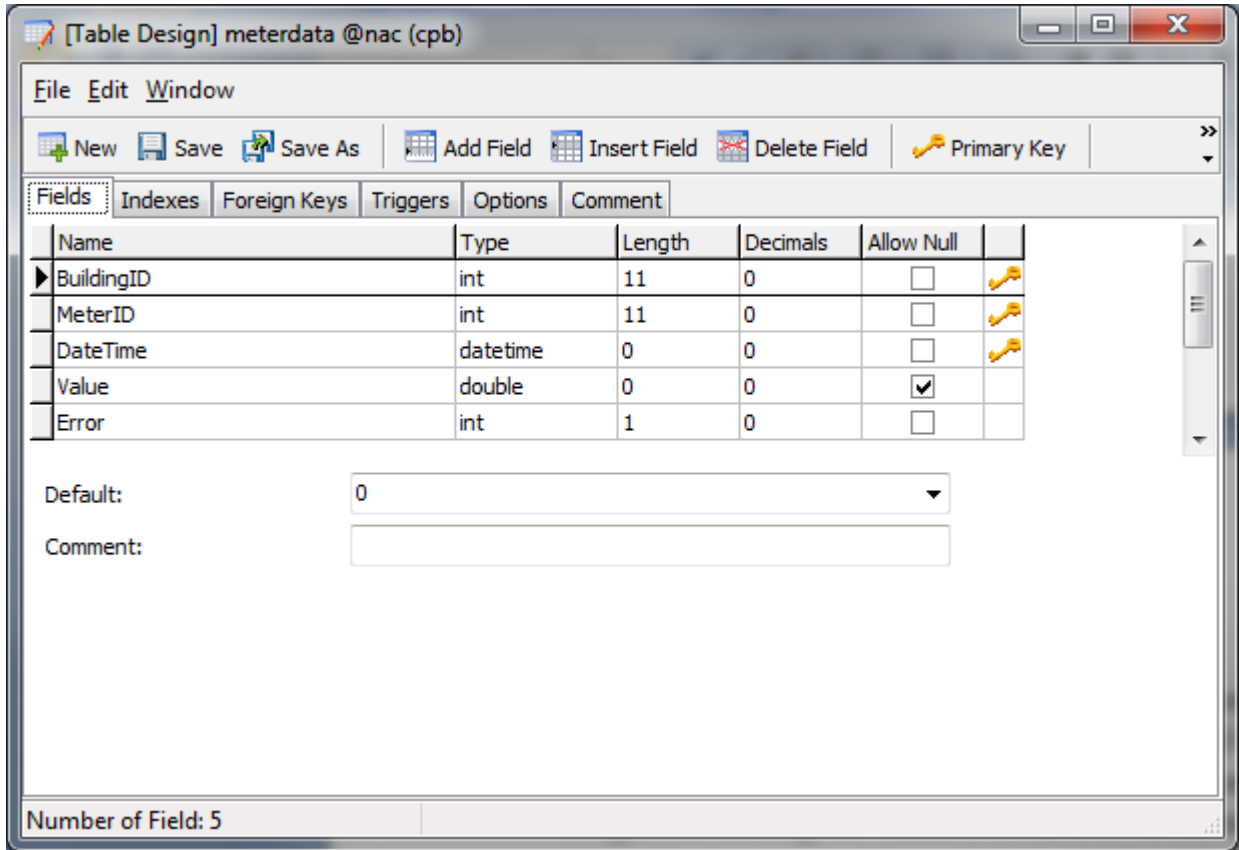 [Table Design] meterdata @nac (cpb)
File Edit Window
New Save Save As Add Field Insert Field Delete Field Primary Key
Fields Indexes Foreign Keys Triggers Options Comment
Name Type Length Decimals Allow Null
BuildingID int 11 0
MeterID int 11 0
DateTime datetime 0 0
Value double 0 0
Error int 1 0
Default: 0
Comment:
Number of Field: 5